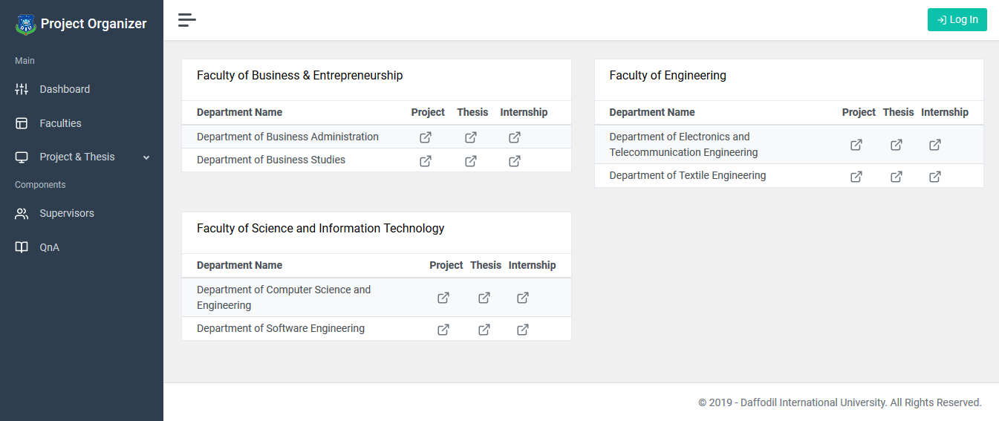 Project Organizer
Main
Dashboard
Faculties
Project & Thesis
Components
Supervisors
QnA
Log In
Faculty of Business & Entrepreneurship
Department Name Project Thesis Internship
Department of Business Administration
Department of Business Studies
Faculty of Engineering
Department Name Project Thesis Internship
Department of Electronics and
Telecommunication Engineering
Department of Textile Engineering
Faculty of Science and Information Technology
Department Name Project Thesis Internship
Department of Computer Science and
Engineering
Department of Software Engineering
© 2019 - Daffodil International University. All Rights Reserved.